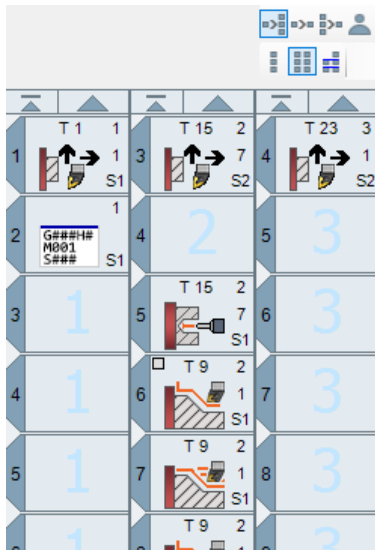 T 1 1
1 1
S1
T 15 2
3 7
S2
T 23 3
4 1
S2
1
2 G###H#
M001
S###
S1
4 2
5 3
3 1
T 15 2
5 7
S1
6 3
4 1
T 9 2
6 1
S1
7 3
5 1
T 9 2
7 1
S1
8 3
T 9 2